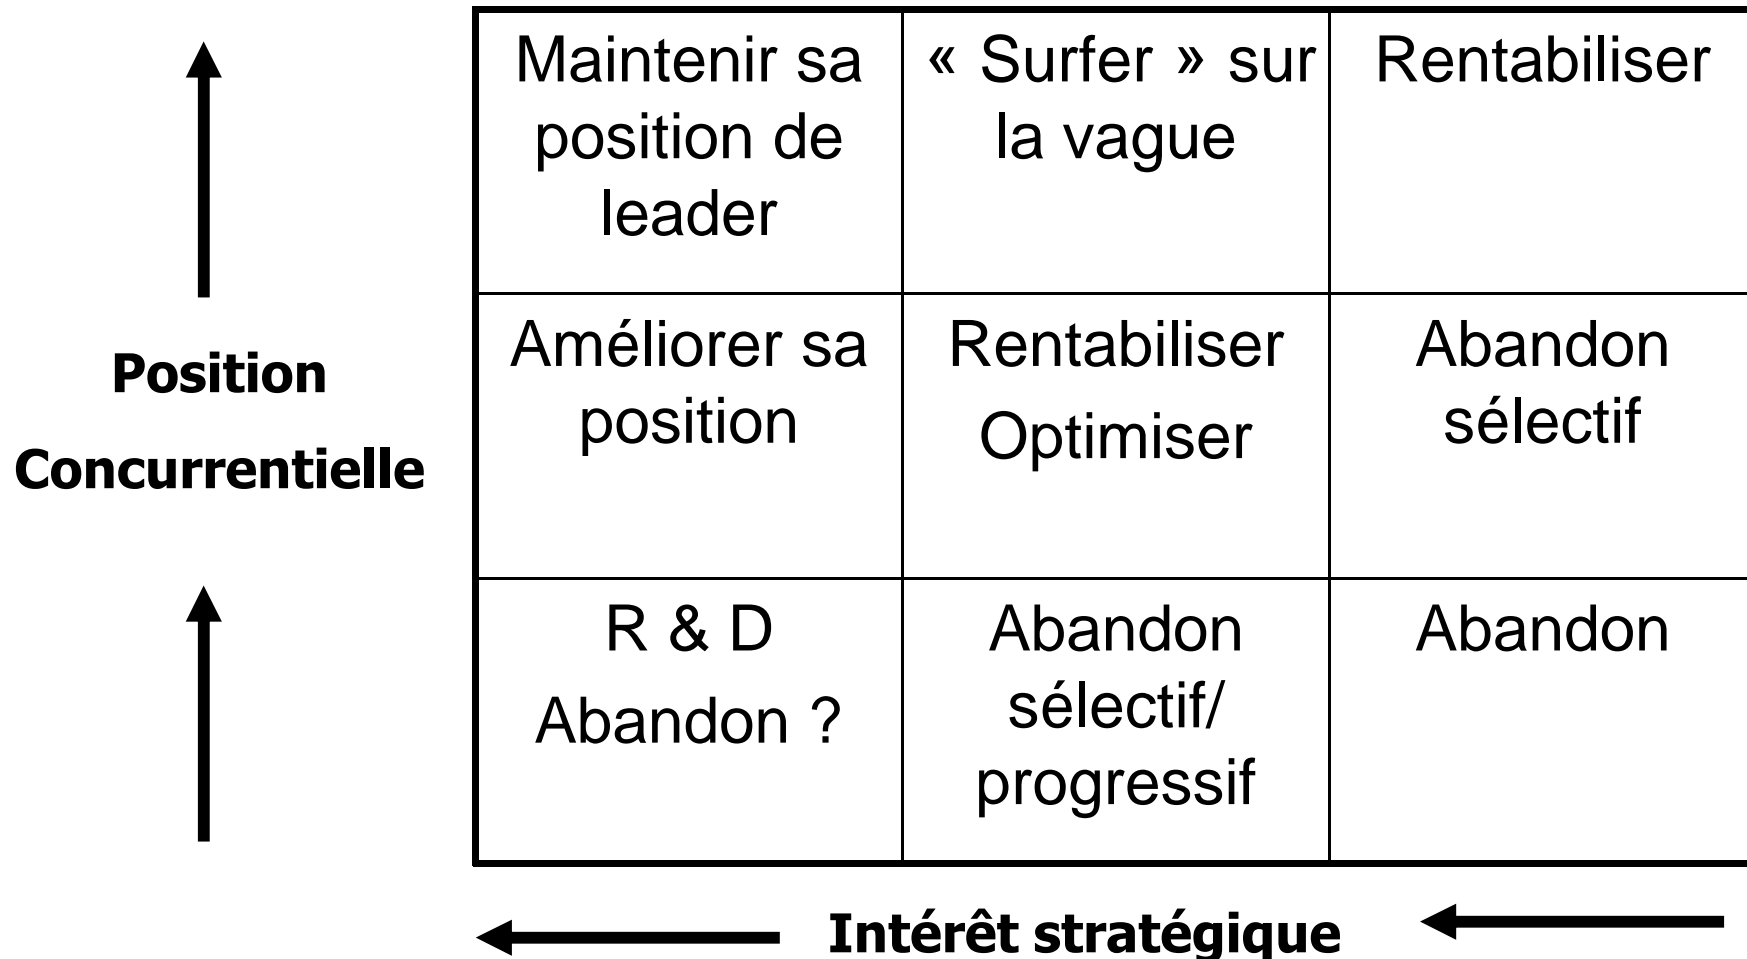 Maintenir sa
position de
leader
« Surfer » sur
la vague
Rentabiliser
Position
Concurrentielle
Améliorer sa
position
Rentabiliser
Optimiser
Abandon
sélectif
R & D
Abandon ?
Abandon
sélectif/
progressif
Abandon
Intérêt stratégique